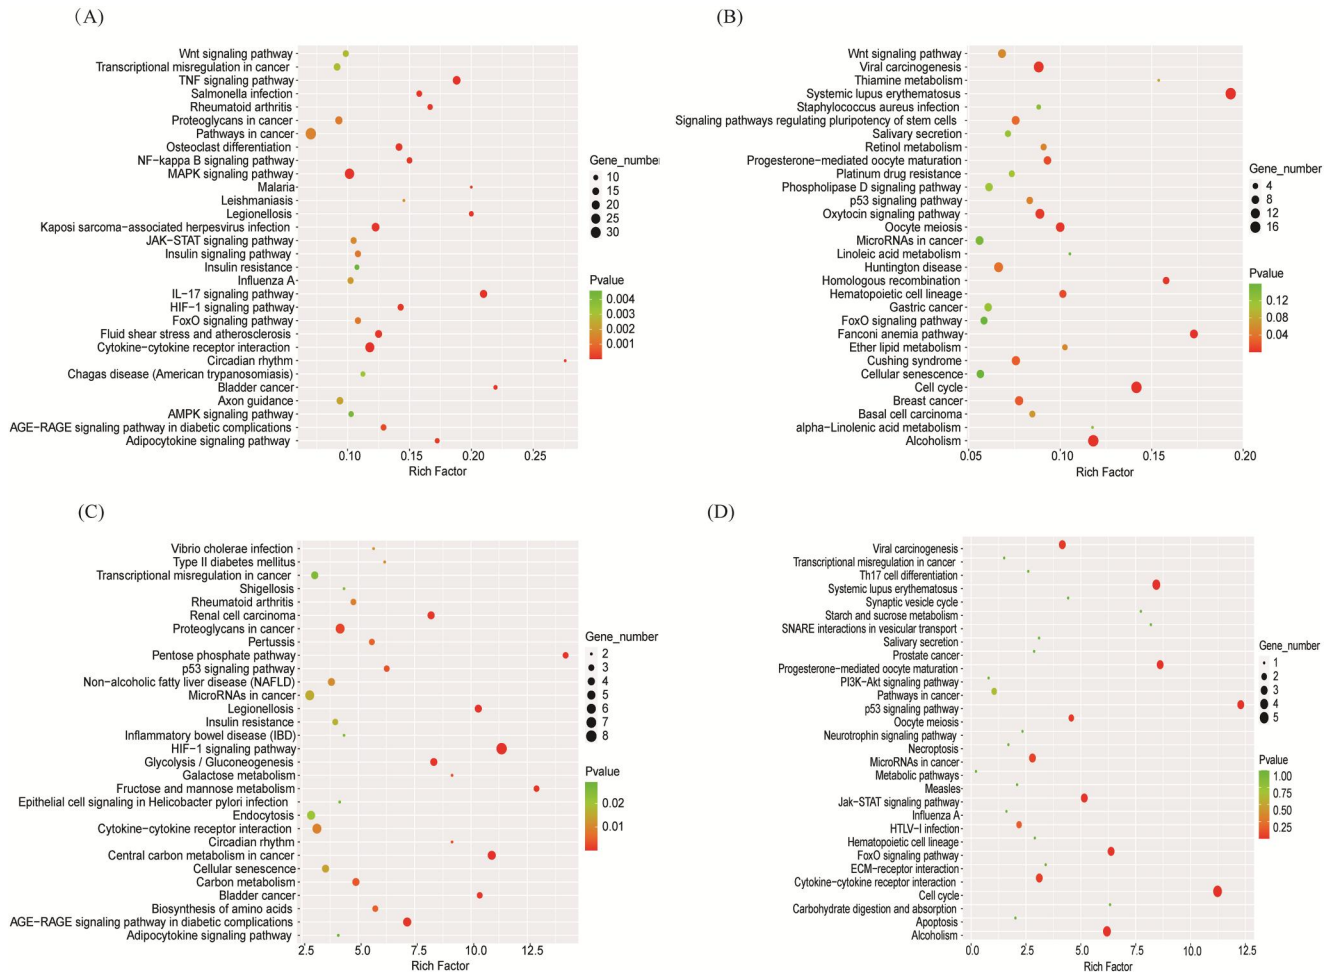 (A)
Wnt signaling pathway
Transcriptional misregulation in cancer
TNF signaling pathway
Salmonella infection
Rheumatoid arthritis
Proteoglycans in cancer
Pathways in cancer
Osteoclast differentiation
NF-kappa B signaling pathway
MAPK signaling pathway
Malaria
Leishmaniasis
Legionellosis
Kaposi sarcoma-associated herpesvirus infection
JAK-STAT signaling pathway
Insulin signaling pathway
Insulin resistance
Influenza A
IL-17 signaling pathway
HIF-1 signaling pathway
FoxO signaling pathway
Fluid shear stress and atherosclerosis
Cytokine-cytokine receptor interaction
Circadian rhythm
Chagas disease (American trypanosomiasis)
Bladder cancer
Axon guidance
AMPK signaling pathway
AGE-RAGE signaling pathway in diabetic complications
Adipocytokine signaling pathway
0.10 0.15 0.20 0.25
Rich Factor
Gene_number
10
15
20
25
30
Pvalue
0.004
0.003
0.002
0.001
(B)
Wnt signaling pathway
Viral carcinogenesis
Thiamine metabolism
Systemic lupus erythematosus
Staphylococcus aureus infection
Signaling pathways regulating pluripotency of stem cells
Salivary secretion
Retinol metabolism
Progesterone-mediated oocyte maturation
Platinum drug resistance
Phospholipase D signaling pathway
p53 signaling pathway
Oxytocin signaling pathway
Oocyte meiosis
MicroRNAs in cancer
Linoleic acid metabolism
Huntington disease
Homologous recombination
Hematopoietic cell lineage
Gastric cancer
FoxO signaling pathway
Fanconi anemia pathway
Ether lipid metabolism
Cushing syndrome
Cellular senescence
Cell cycle
Breast cancer
Basal cell carcinoma
alpha-Linolenic acid metabolism
Alcoholism
0.05 0.10 0.15 0.20
Rich Factor
Gene_number
4
8
12
16
Pvalue
0.12
0.08
0.04
(C)
Vibrio cholerae infection
Type II diabetes mellitus
Transcriptional misregulation in cancer
Shigellosis
Rheumatoid arthritis
Renal cell carcinoma
Proteoglycans in cancer
Pertussis
Pentose phosphate pathway
p53 signaling pathway
Non-alcoholic fatty liver disease (NAFLD)
MicroRNAs in cancer
Legionellosis
Insulin resistance
Inflammatory bowel disease (IBD)
HIF-1 signaling pathway
Glycolysis / Gluconeogenesis
Galactose metabolism
Fructose and mannose metabolism
Epithelial cell signaling in Helicobacter pylori infection
Endocytosis
Cytokine-cytokine receptor interaction
Circadian rhythm
Central carbon metabolism in cancer
Cellular senescence
Carbon metabolism
Bladder cancer
Biosynthesis of amino acids
AGE-RAGE signaling pathway in diabetic complications
Adipocytokine signaling pathway
2.5 5.0 7.5 10.0 12.5
Rich Factor
Gene_number
2
3
4
5
6
7
8
Pvalue
0.02
0.01
(D)
Viral carcinogenesis
Transcriptional misregulation in cancer
Th17 cell differentiation
Systemic lupus erythematosus
Synaptic vesicle cycle
Starch and sucrose metabolism
SNARE interactions in vesicular transport
Salivary secretion
Prostate cancer
Progesterone-mediated oocyte maturation
PI3K-Akt signaling pathway
Pathways in cancer
p53 signaling pathway
Oocyte meiosis
Neurotrophin signaling pathway
Necroptosis
MicroRNAs in cancer
Metabolic pathways
Measles
Jak-STAT signaling pathway
Influenza A
HTLV-I infection
Hematopoietic cell lineage
FoxO signaling pathway
ECM-receptor interaction
Cytokine-cytokine receptor interaction
Cell cycle
Carbohydrate digestion and absorption
Apoptosis
Alcoholism
0.0 2.5 5.0 7.5 10.0 12.5
Rich Factor
Gene_number
1
2
3
4
5
Pvalue
1.00
0.75
0.50
0.25